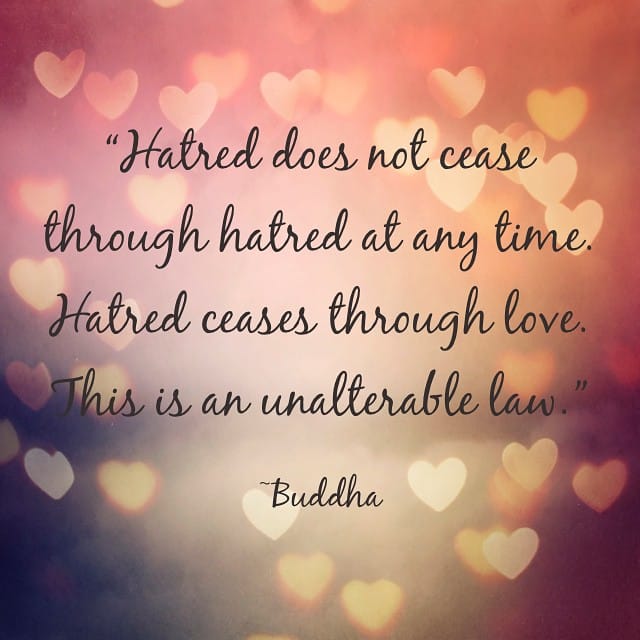 “Hatred does not cease
through hatred at any time.
Hatred ceases through love.
This is an unalterable law.”
~Buddha